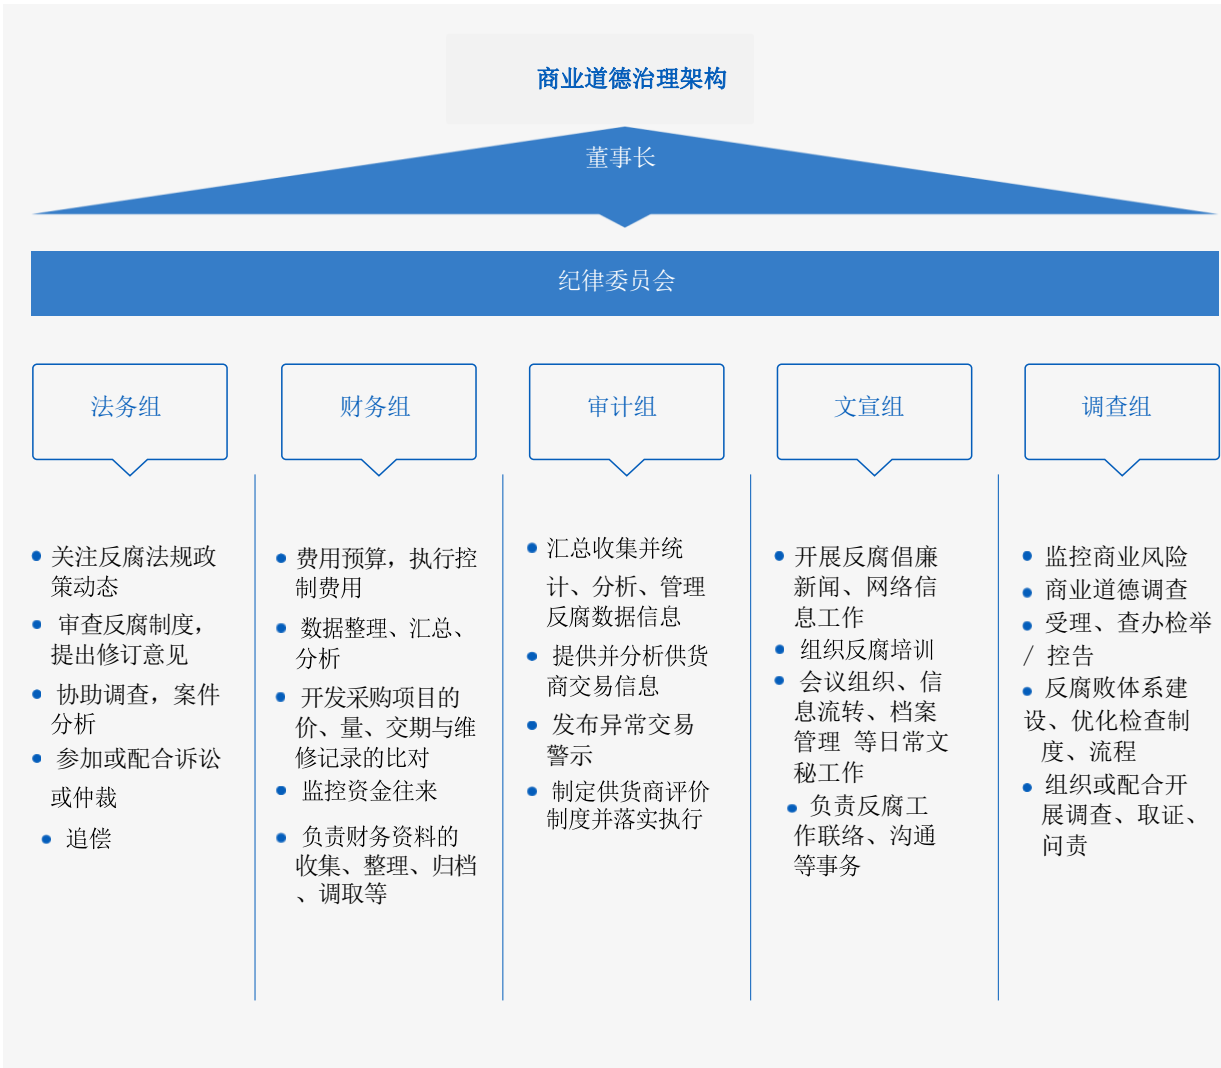 商业道德治理架构
董事长
纪律委员会
法务组
财务组
审计组
文宣组
调查组
关注反腐法规政
策动态
审查反腐制度，
提出修订意见
协助调查，案件
分析
参加或配合诉讼
或仲裁
追偿
费用预算，执行控
制费用
数据整理、汇总、
分析
开发采购项目的
价、量、交期与维
修记录的比对
监控资金往来
负责财务资料的
收集、整理、归档
、调取等
汇总收集并统
计、分析、管理
反腐数据信息
提供并分析供货
商交易信息
发布异常交易
警示
制定供货商评价
制度并落实执行
开展反腐倡廉
新闻、网络信
息工作
组织反腐培训
会议组织、信
息流转、档案
管理 等日常文
秘工作
负责反腐工
作联络、沟通
等事务
监控商业风险
商业道德调查
受理、查办检举
/ 控告
反腐败体系建
设、优化检查制
度、流程
组织或配合开
展调查、取证、
问责